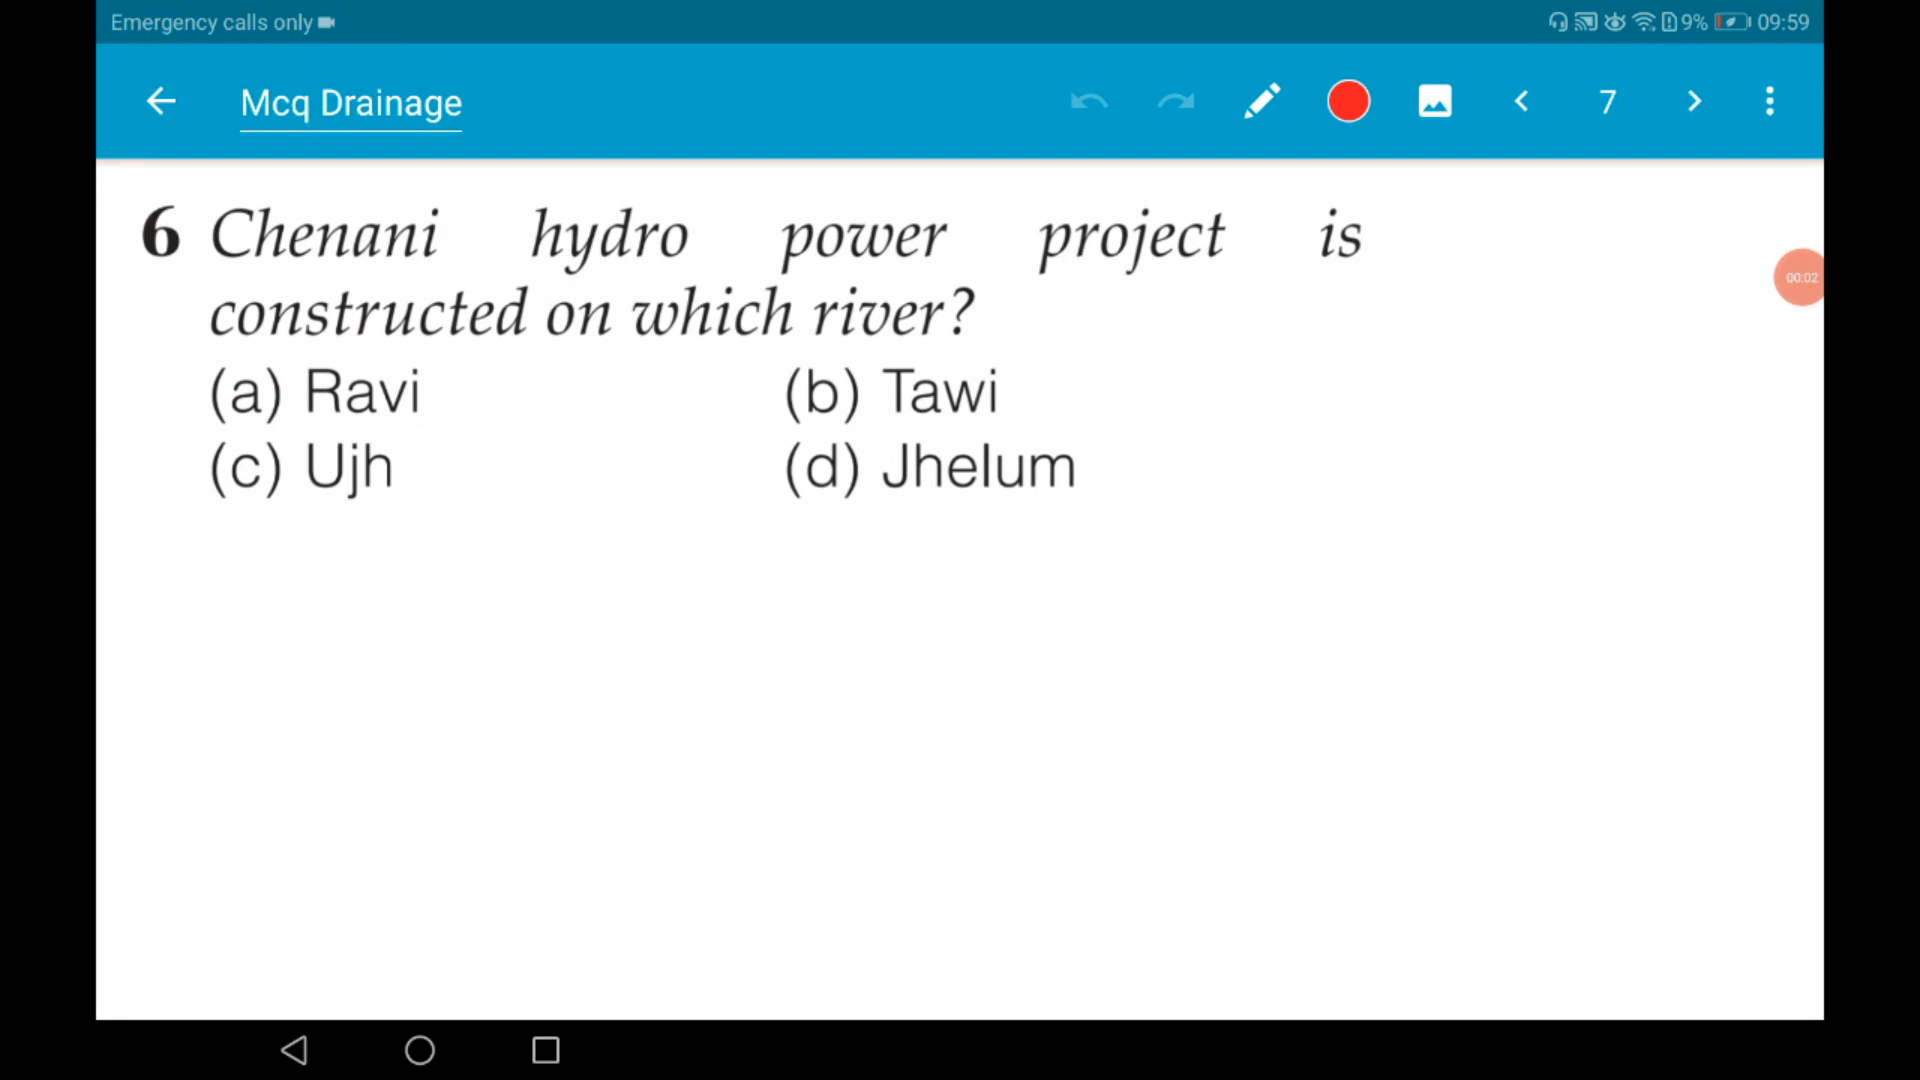 Emergency calls only
9% 09:59
Mcq Drainage
7
00:02
6 Chenani hydro power project is
constructed on which river?
(a) Ravi (b) Tawi
(c) Ujh (d) Jhelum